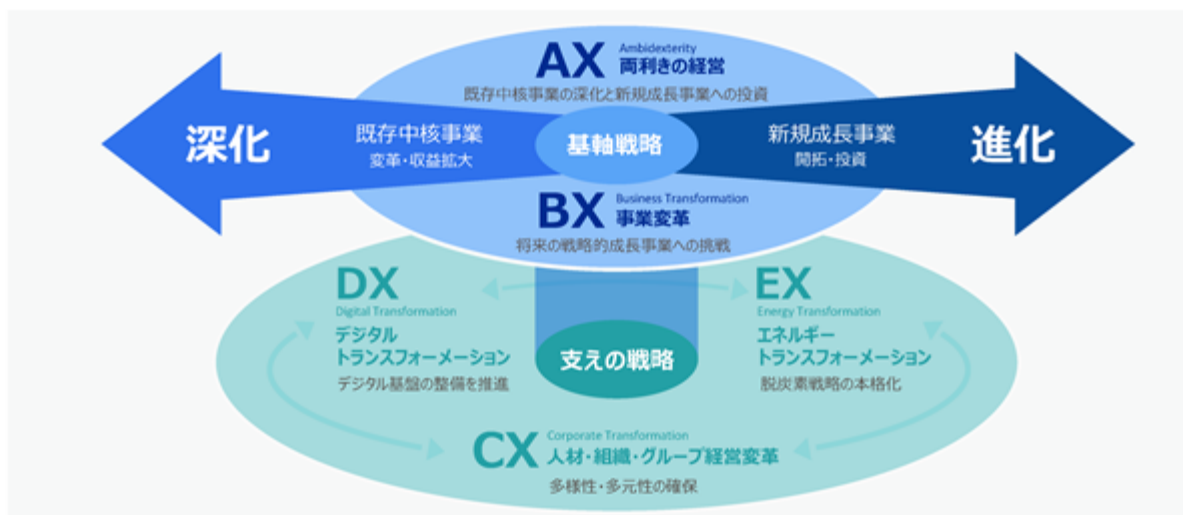 AX Ambidexterity
両利きの経営
既存中核事業の深化と新規成長事業への投資
深化
既存中核事業
変革・収益拡大
基軸戦略
新規成長事業
開拓・投資
進化
BX Business Transformation
事業変革
将来の戦略的成長事業への挑戦
DX
Digital Transformation
デジタル
トランスフォーメーション
デジタル基盤の整備を推進
支えの戦略
EX
Energy Transformation
エネルギー
トランスフォーメーション
脱炭素戦略の本格化
CX Corporate Transformation
人材・組織・グループ経営変革
多様性・多元性の確保